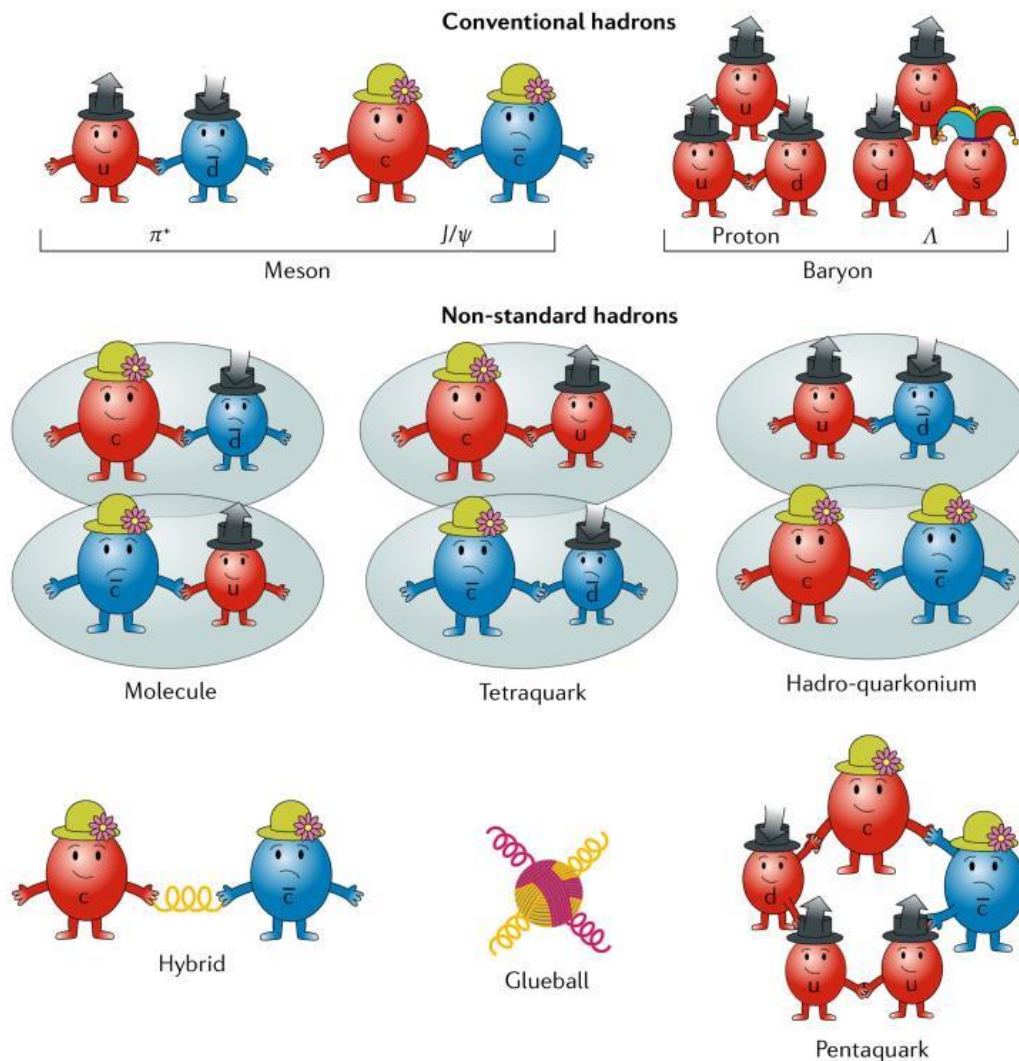 Conventional hadrons
u d̅ c c̅ u u d u d s
π⁺ J/ψ Proton Λ
Meson Baryon
Non-standard hadrons
c d̅ c u u d̅
c̅ u c̅ d̅ c c̅
Molecule Tetraquark Hadro-quarkonium
c c̅
Hybrid
Glueball
c
d c̅
u u
Pentaquark